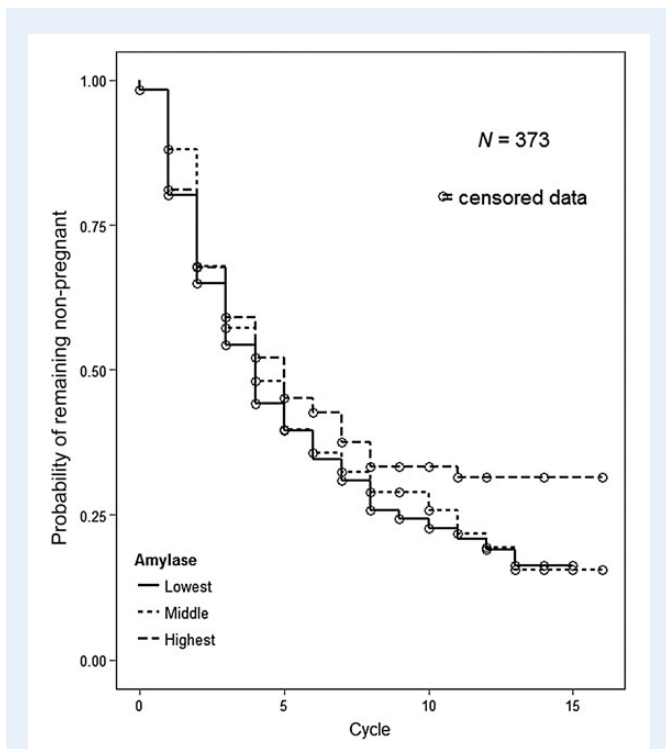 1.00
0.75
0.50
0.25
0.00
Probability of remaining non-pregnant
N = 373
= censored data
Amylase
Lowest
Middle
Highest
0 5 10 15
Cycle